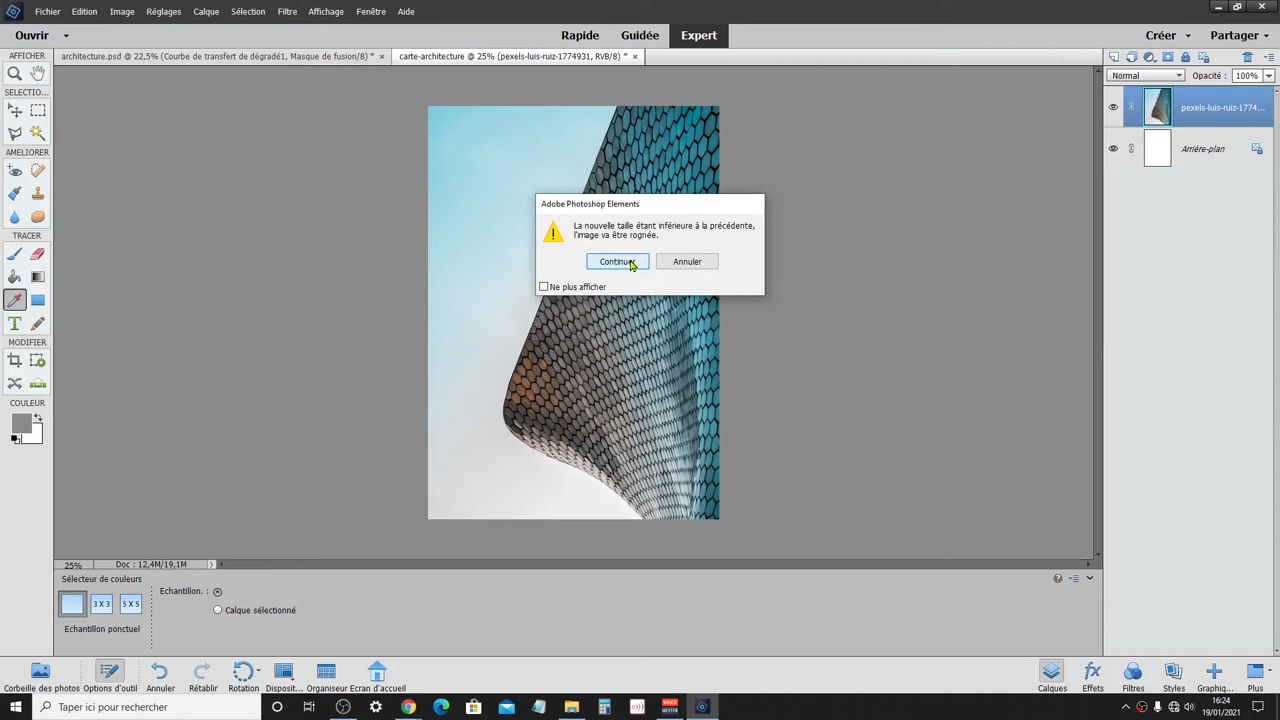 Fichier Edition Image Réglages Calque Sélection Filtre Affichage Fenêtre Aide
Ouvrir Rapide Guidée Expert Créer Partager
AFFICHER
architecture.psd @ 22,5% (Courbe de transfert de dégradé1, Masque de fusion/8) * ×
carte-architecture @ 25% (pexels-luis-ruiz-1774931, RVB/8) * ×
Normal Opacité : 100%
SELECTIO...
pexels-luis-ruiz-1774...
Arrière-plan
AMELIORER
Adobe Photoshop Elements
La nouvelle taille étant inférieure à la précédente,
l'image va être rognée.
Continuer Annuler
Ne plus afficher
TRACER
MODIFIER
COULEUR
25% Doc : 12,4M/19,1M
Sélecteur de couleurs
Echantillon. :
3 X 3 5 X 5
Calque sélectionné
Echantillon ponctuel
Corbeille des photos Options d'outil Annuler Rétablir Rotation Disposit... Organiseur Ecran d'accueil Calques Effets Filtres Styles Graphiq... Plus
Taper ici pour rechercher
16:24
19/01/2021